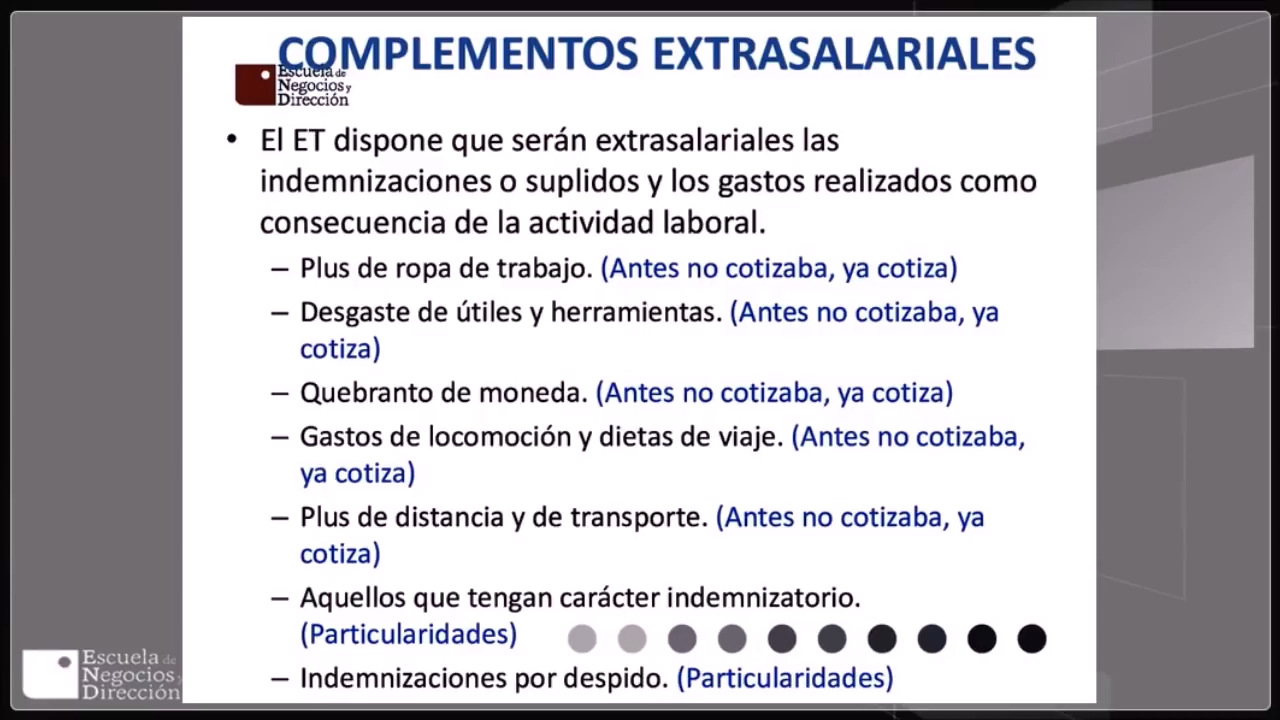 COMPLEMENTOS EXTRASALARIALES
Escuela de
Negocios y
Dirección
• El ET dispone que serán extrasalariales las
indemnizaciones o suplidos y los gastos realizados como
consecuencia de la actividad laboral.
– Plus de ropa de trabajo. (Antes no cotizaba, ya cotiza)
– Desgaste de útiles y herramientas. (Antes no cotizaba, ya
cotiza)
– Quebranto de moneda. (Antes no cotizaba, ya cotiza)
– Gastos de locomoción y dietas de viaje. (Antes no cotizaba,
ya cotiza)
– Plus de distancia y de transporte. (Antes no cotizaba, ya
cotiza)
– Aquellos que tengan carácter indemnizatorio.
(Particularidades)
– Indemnizaciones por despido. (Particularidades)
Escuela de
Negocios y
Dirección